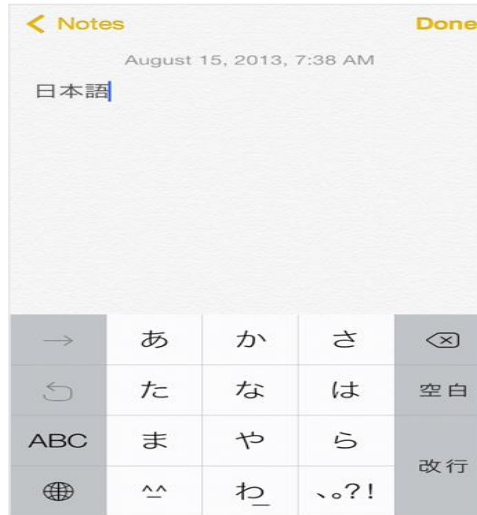 Notes Done
August 15, 2013, 7:38 AM
日本語
→ あ か さ
た な は 空白
ABC ま や ら
改行
^^ わ_ 、。?!